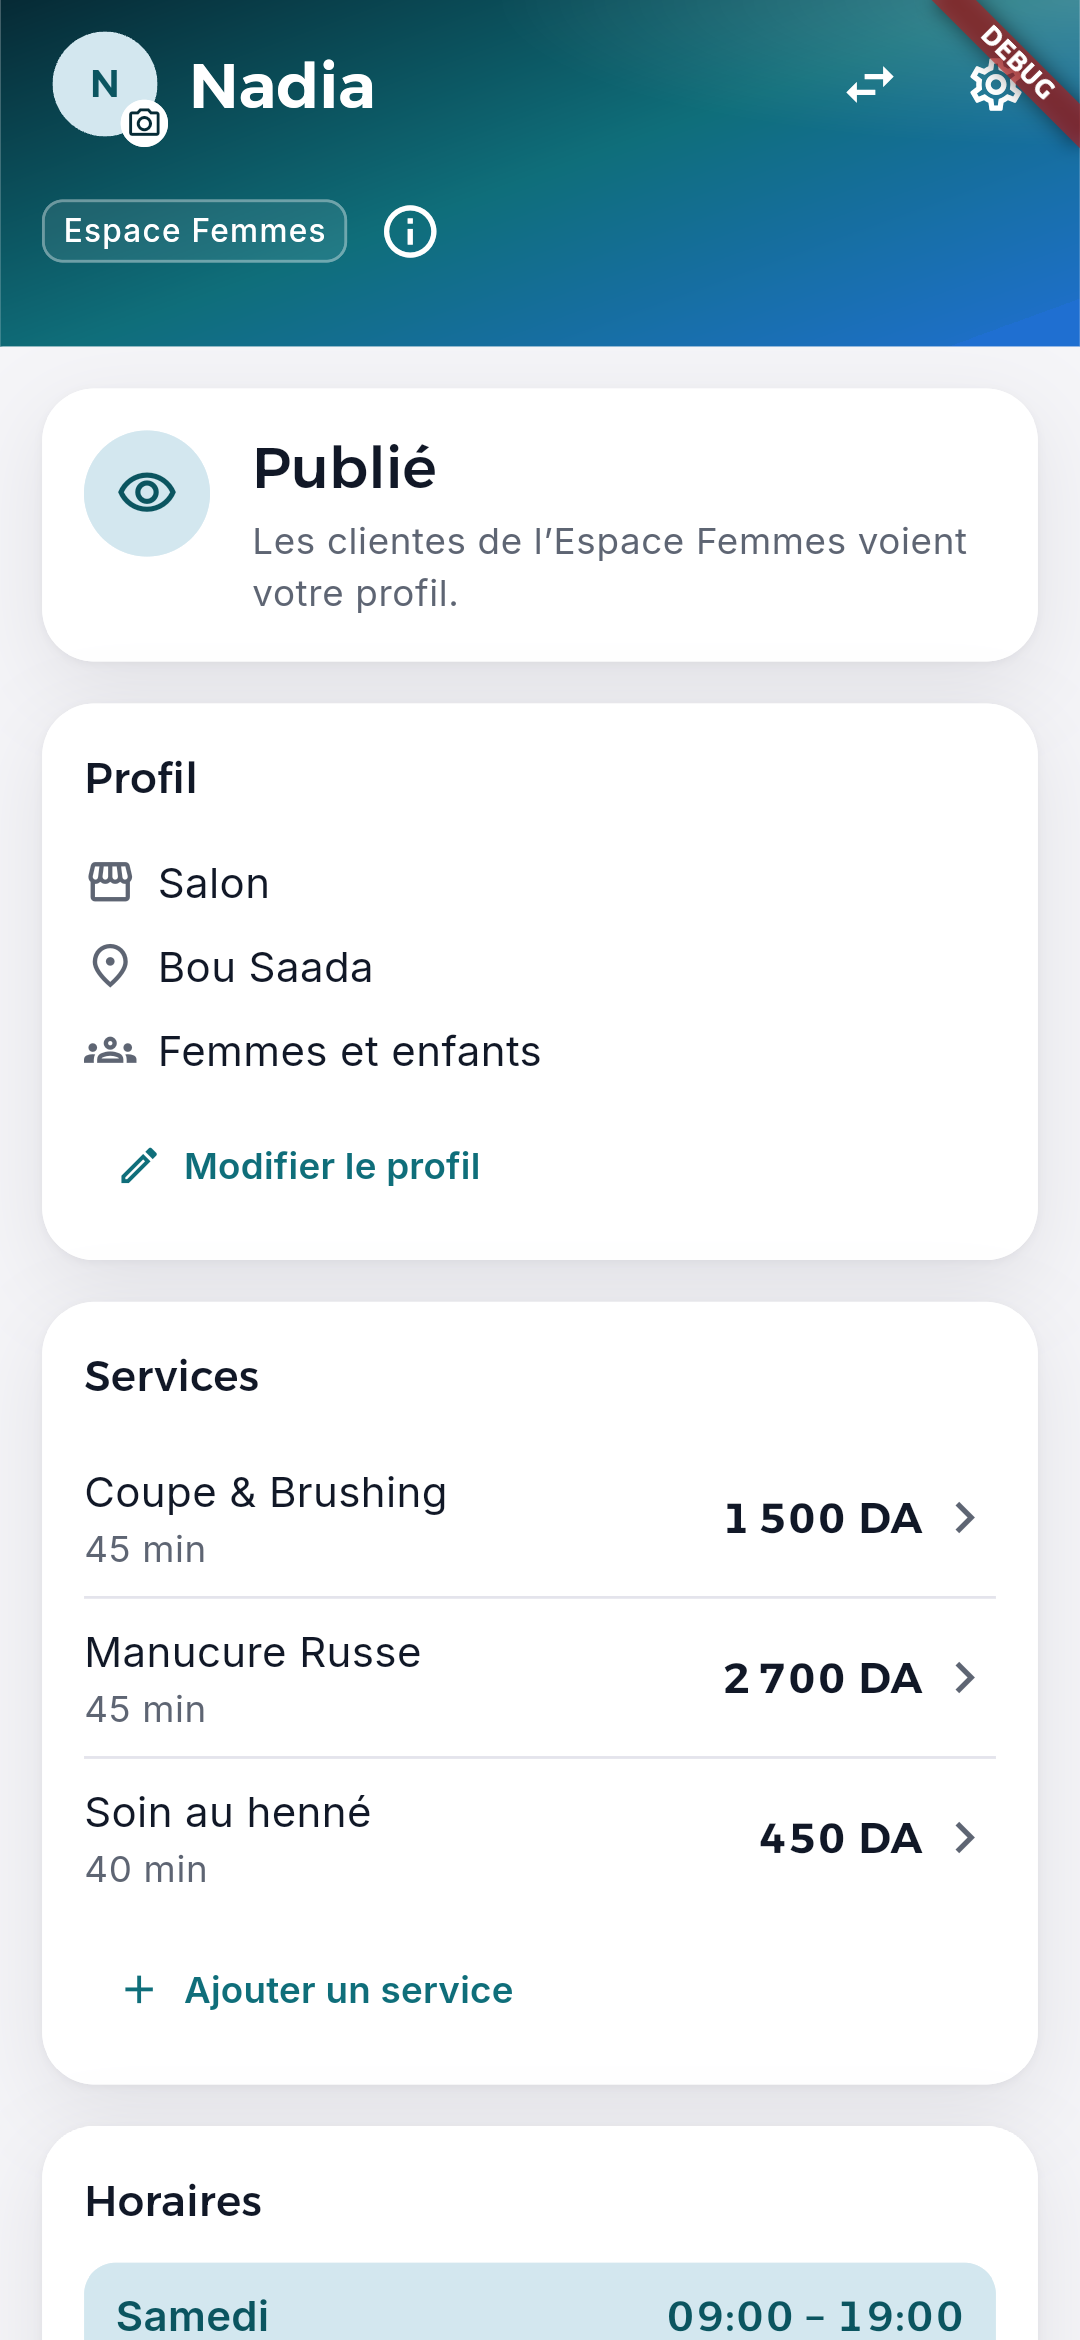 N
Nadia
DEBUG
Espace Femmes
Publié
Les clientes de l’Espace Femmes voient
votre profil.
Profil
Salon
Bou Saada
Femmes et enfants
Modifier le profil
Services
Coupe & Brushing
45 min
1 500 DA
Manucure Russe
45 min
2 700 DA
Soin au henné
40 min
450 DA
Ajouter un service
Horaires
Samedi
09:00 – 19:00